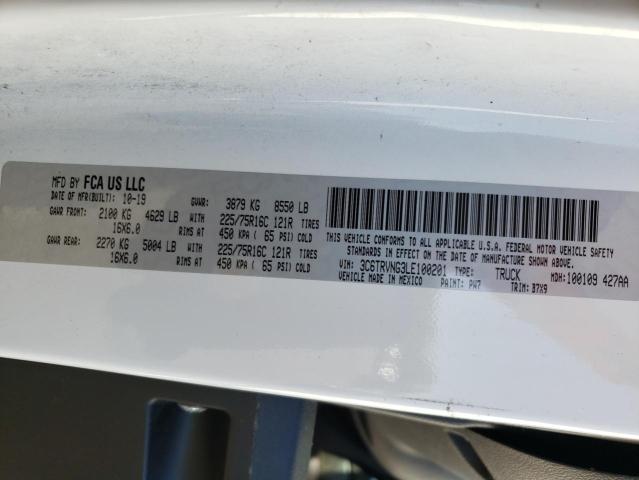 MFD BY FCA US LLC
DATE OF MFR(BUILT): 10-19 GVWR: 3879 KG 8550 LB
GAWR FRONT: 2100 KG 4629 LB WITH 225/75R16C 121R TIRES
16X6.0 RIMS AT 450 KPA ( 65 PSI) COLD
GAWR REAR: 2270 KG 5004 LB WITH 225/75R16C 121R TIRES
16X6.0 RIMS AT 450 KPA ( 65 PSI) COLD
THIS VEHICLE CONFORMS TO ALL APPLICABLE U.S.A. FEDERAL MOTOR VEHICLE SAFETY
STANDARDS IN EFFECT ON THE DATE OF MANUFACTURE SHOWN ABOVE.
VIN: 3C6TRVNG3LE100201 TYPE: TRUCK MDH:100109 427AA
MADE IN MEXICO PAINT: PW7 TRIM: B7X9